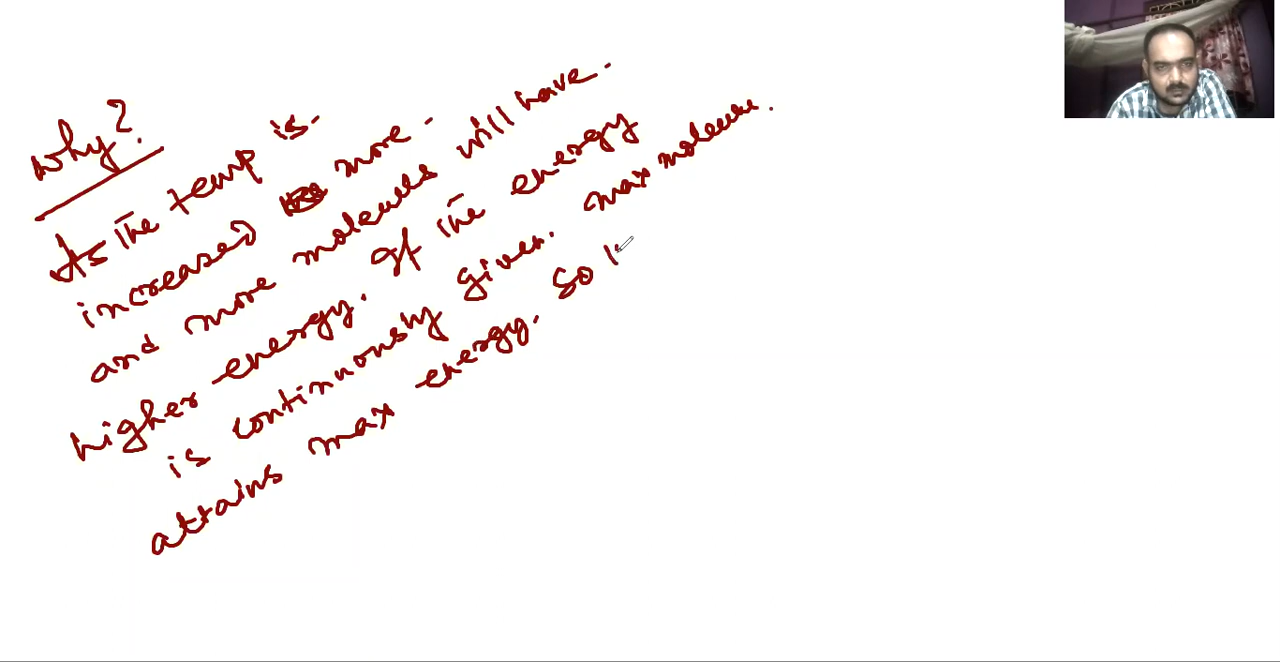 Why?
As the temp is.
increased more.
and more molecules will have.
higher energy. If the energy
is continuously given. max molecule.
attains max energy. So